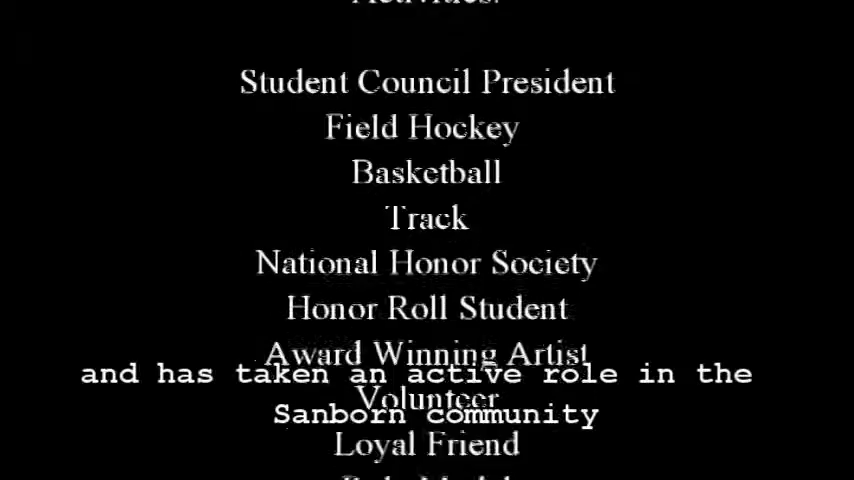 Activities:
Student Council President
Field Hockey
Basketball
Track
National Honor Society
Honor Roll Student
Award Winning Artist
and has taken an active role in the
Volunteer
Sanborn community
Loyal Friend